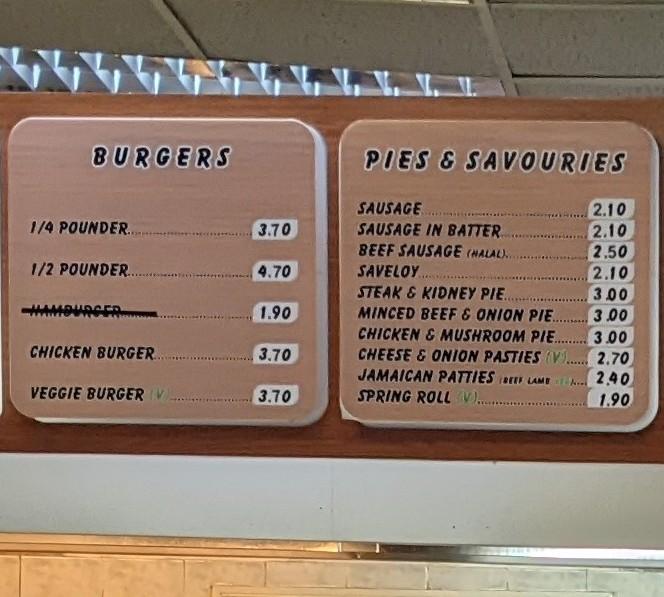 BURGERS
1/4 POUNDER 3.70
1/2 POUNDER 4.70
HAMBURGER 1.90
CHICKEN BURGER 3.70
VEGGIE BURGER (V) 3.70
PIES & SAVOURIES
SAUSAGE 2.10
SAUSAGE IN BATTER 2.10
BEEF SAUSAGE (HALAL) 2.50
SAVELOY 2.10
STEAK & KIDNEY PIE 3.00
MINCED BEEF & ONION PIE 3.00
CHICKEN & MUSHROOM PIE 3.00
CHEESE & ONION PASTIES (V) 2.70
JAMAICAN PATTIES (BEEF LAMB 2.40
SPRING ROLL (V) 1.90